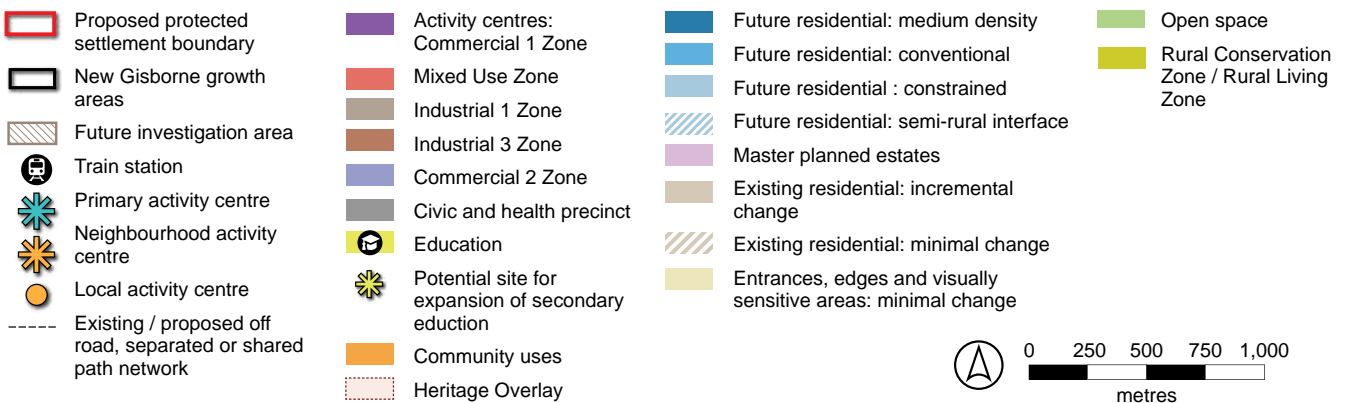 Proposed protected
settlement boundary
New Gisborne growth
areas
Future investigation area
Train station
Primary activity centre
Neighbourhood activity
centre
Local activity centre
Existing / proposed off
road, separated or shared
path network
Activity centres:
Commercial 1 Zone
Mixed Use Zone
Industrial 1 Zone
Industrial 3 Zone
Commercial 2 Zone
Civic and health precinct
Education
Potential site for
expansion of secondary
eduction
Community uses
Heritage Overlay
Future residential: medium density
Future residential: conventional
Future residential : constrained
Future residential: semi-rural interface
Master planned estates
Existing residential: incremental
change
Existing residential: minimal change
Entrances, edges and visually
sensitive areas: minimal change
Open space
Rural Conservation
Zone / Rural Living
Zone
0 250 500 750 1,000
metres